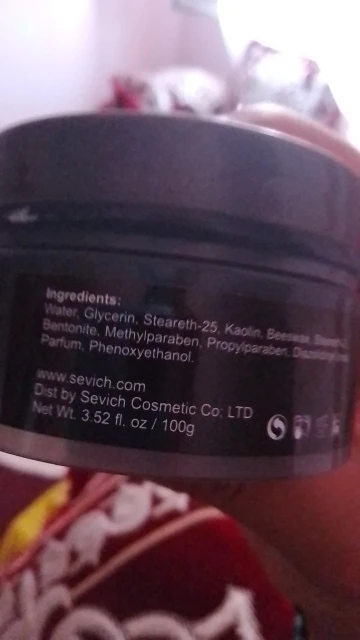 Ingredients:
Water, Glycerin, Steareth-25, Kaolin, Beeswax,
Bentonite, Methylparaben, Propylparaben,
Parfum, Phenoxyethanol.
www.sevich.com
Dist by Sevich Cosmetic Co; LTD
Net Wt. 3.52 fl. oz / 100g